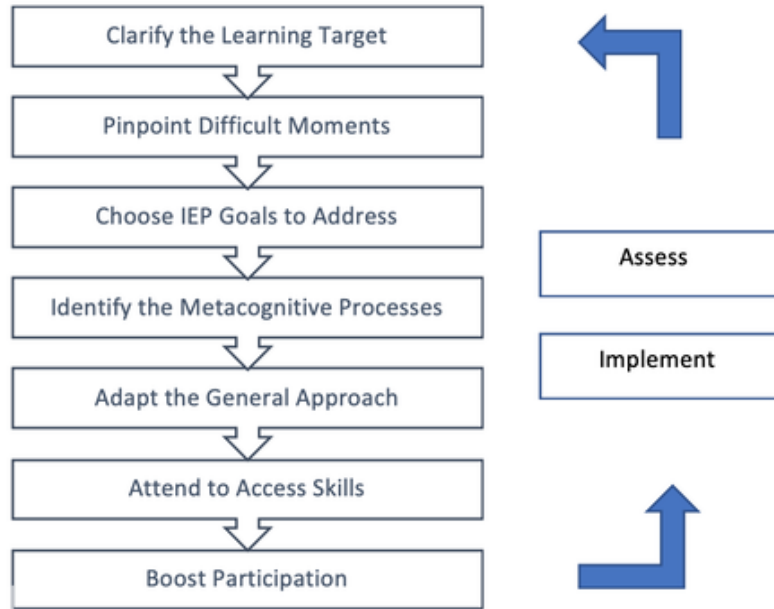 Clarify the Learning Target
Pinpoint Difficult Moments
Choose IEP Goals to Address
Identify the Metacognitive Processes
Adapt the General Approach
Attend to Access Skills
Boost Participation
Assess
Implement